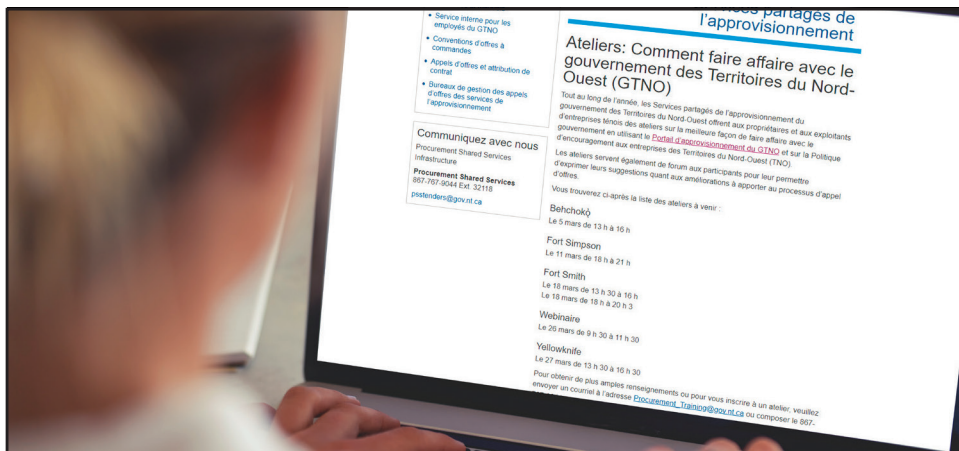 Service interne pour les
employés du GTNO
Conventions d'offres à
commandes
Appels d'offres et attribution de
contrat
Bureaux de gestion des appels
d'offres des services de
l'approvisionnement
Communiquez avec nous
Procurement Shared Services
Infrastructure
Procurement Shared Services
867-767-9044 Ext. 32118
psstenders@gov.nt.ca
partagés de
l'approvisionnement
Ateliers: Comment faire affaire avec le
gouvernement des Territoires du Nord-
Ouest (GTNO)
Tout au long de l'année, les Services partagés de l'approvisionnement du
gouvernement des Territoires du Nord-Ouest offrent aux propriétaires et aux exploitants
d'entreprises ténois des ateliers sur la meilleure façon de faire affaire avec le
gouvernement en utilisant le Portail d'approvisionnement du GTNO et sur la Politique
d'encouragement aux entreprises des Territoires du Nord-Ouest (TNO).
Les ateliers servent également de forum aux participants pour leur permettre
d'exprimer leurs suggestions quant aux améliorations à apporter au processus d'appel
d'offres.
Vous trouverez ci-après la liste des ateliers à venir :
Behchokǫ̀
Le 5 mars de 13 h à 16 h
Fort Simpson
Le 11 mars de 18 h à 21 h
Fort Smith
Le 18 mars de 13 h 30 à 16 h
Le 18 mars de 18 h à 20 h 3
Webinaire
Le 26 mars de 9 h 30 à 11 h 30
Yellowknife
Le 27 mars de 13 h 30 à 16 h 30
Pour obtenir de plus amples renseignements ou pour vous inscrire à un atelier, veuillez
envoyer un courriel à l'adresse Procurement_Training@gov.nt.ca ou composer le 867-